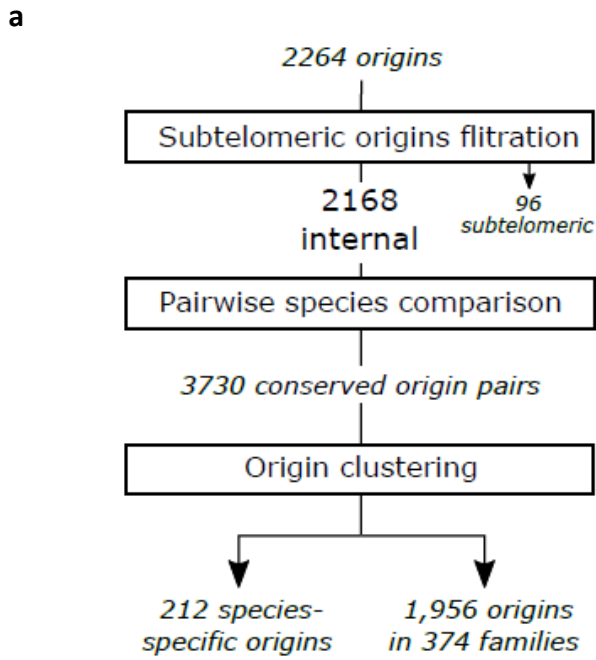 a
2264 origins
Subtelomeric origins flitration
2168
internal
96
subtelomeric
Pairwise species comparison
3730 conserved origin pairs
Origin clustering
212 species-
specific origins
1,956 origins
in 374 families